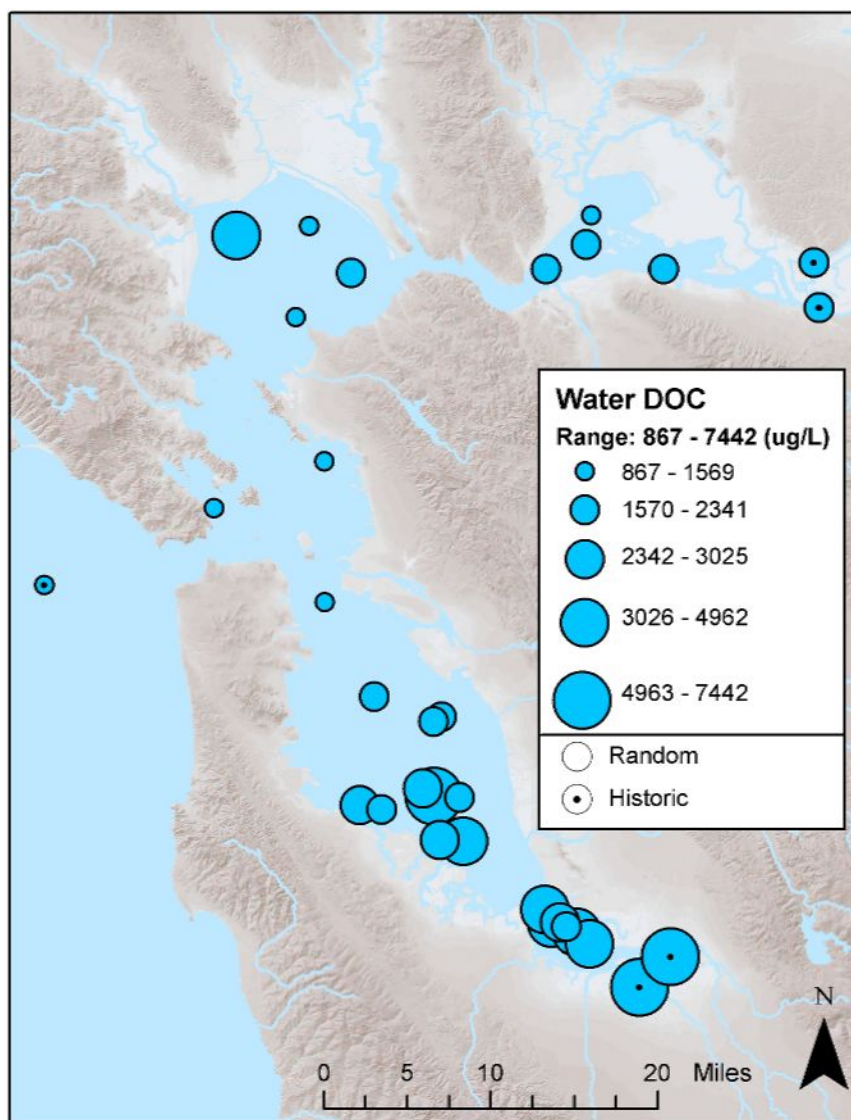 Water DOC
Range: 867 - 7442 (ug/L)
867 - 1569
1570 - 2341
2342 - 3025
3026 - 4962
4963 - 7442
Random
Historic
N
0 5 10 20 Miles